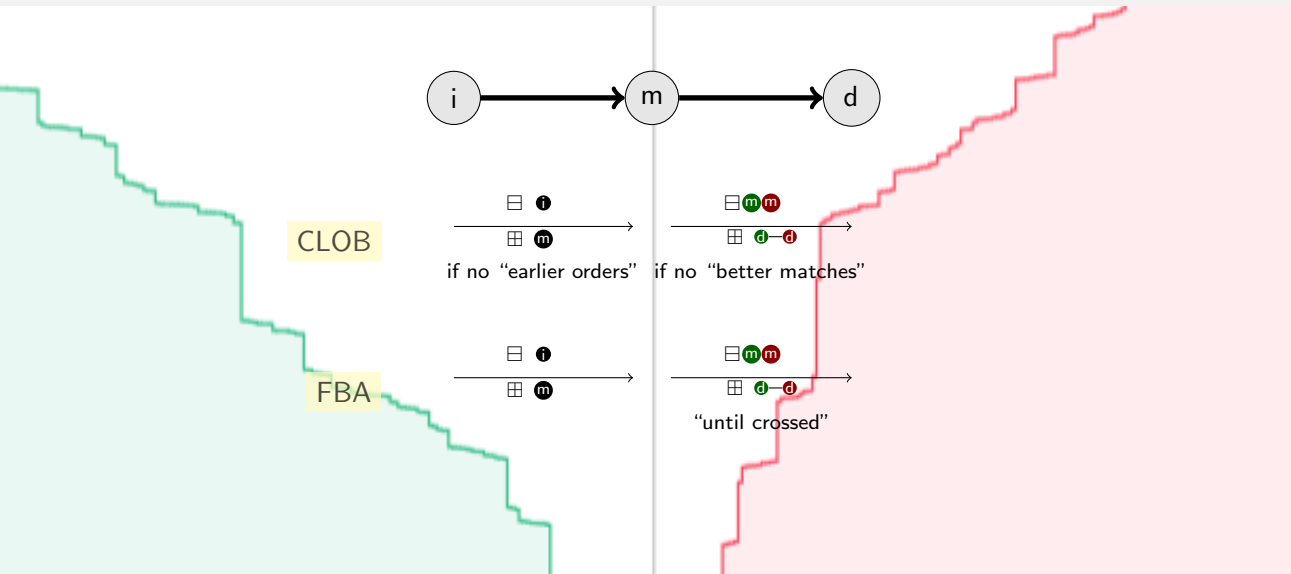 i m d
i
m m
CLOB
m
d d
if no “earlier orders” if no “better matches”
i
m m
FBA
m
d d
“until crossed”